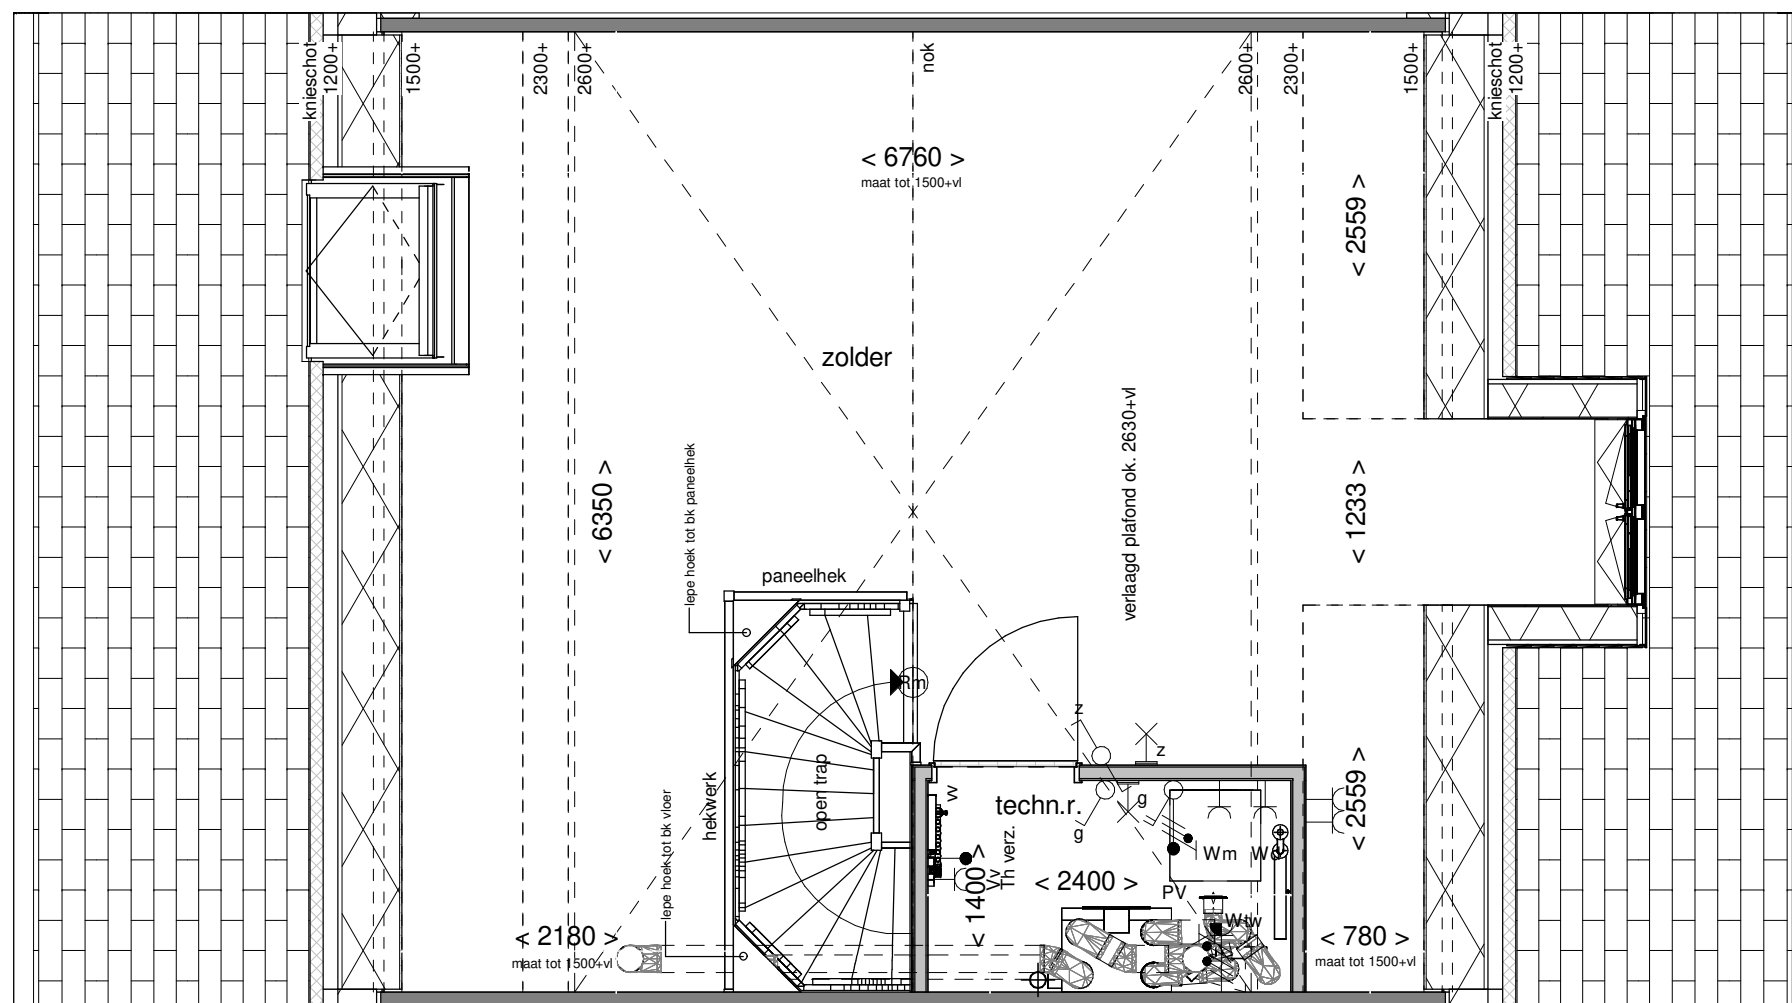 knieschot
1200+
1500+
2300+
2600+
nok
2600+
2300+
1500+
knieschot
1200+
< 6760 >
maat tot 1500+vl
< 2559 >
zolder
verlaagd plafond ok. 2630+vl
lepe hoek tot bk paneelhek
< 6350 >
< 1233 >
paneelhek
Rm
z
z
hekwerk
open trap
lepe hoek tot bk vloer
techn.r.
g
g
< 2559 >
Th verz.
Wm
< 1400 >
< 2400 >
PV
Wtw
< 2180 >
maat tot 1500+vl
< 780 >
maat tot 1500+vl